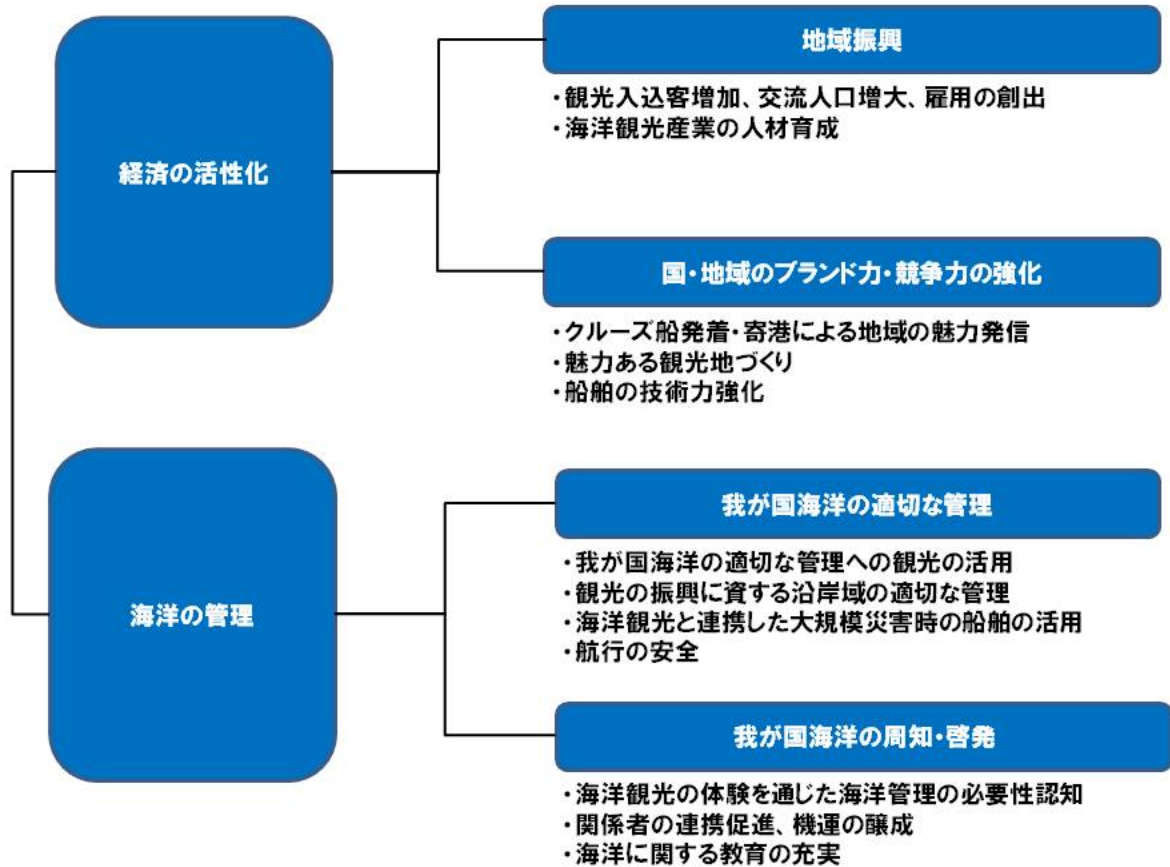 経済の活性化
地域振興
・観光入込客増加、交流人口増大、雇用の創出
・海洋観光産業の人材育成
国・地域のブランド力・競争力の強化
・クルーズ船発着・寄港による地域の魅力発信
・魅力ある観光地づくり
・船舶の技術力強化
海洋の管理
我が国海洋の適切な管理
・我が国海洋の適切な管理への観光の活用
・観光の振興に資する沿岸域の適切な管理
・海洋観光と連携した大規模災害時の船舶の活用
・航行の安全
我が国海洋の周知・啓発
・海洋観光の体験を通じた海洋管理の必要性認知
・関係者の連携促進、機運の醸成
・海洋に関する教育の充実